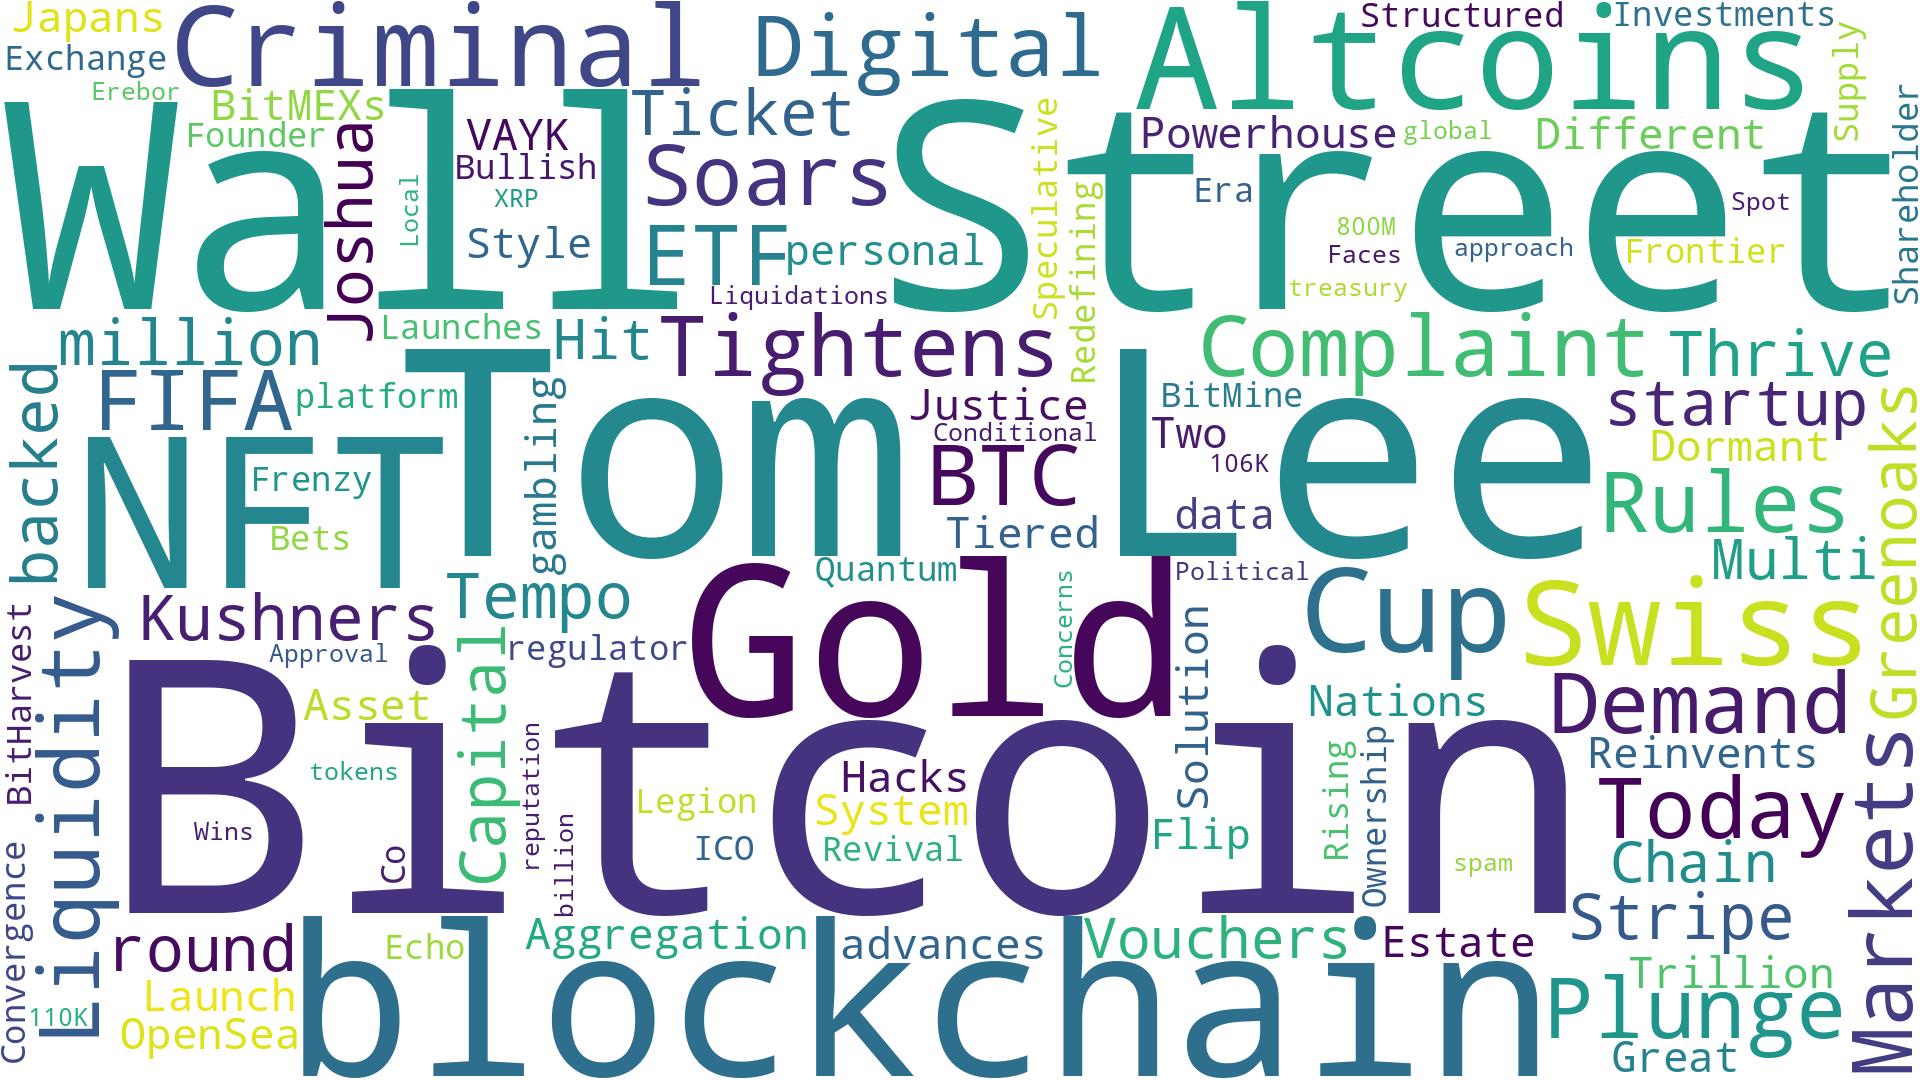 Japans
Criminal
Digital
Altcoins
Structured
Investments
Exchange
Erebor
BitMEXs
Founder
Joshua
VAYK
Bullish
XRP
Local
Style
Ticket
Soars
ETF
personal
Liquidations
Wall Street
Speculative
Redefining
Powerhouse
global
Different
Supply
Shareholder
Era
Spot
800M
Faces
approach
Frontier
treasury
million
Launches
Hit
Tightens
Complaint
Thrive
FIFA
platform
gambling
Tom Lee
Justice
Conditional
BTC
Tiered
BitMine
Two
106K
data
startup
Dormant
Rules
Multi
Greenoaks
backed
NFT
Frenzy
Bets
Quantum
Political
Kushners
Approval
Tempo
regulator
Gold
Concerns
Solution
Cup
Swiss
Nations
Demand
Reinvents
BitHarvest
Liquidity
Asset
Capital
tokens
reputation
Wins
Co
billion
Bitcoin
Legion
ICO
Hacks
System
Revival
Flip
Rising
Ownership
spam
Today
Chain
Stripe
Markets
Convergence
round
Echo
Aggregation
advances
Vouchers
Estate
Launch
OpenSea
110K
blockchain
Trillion
Plunge
Great